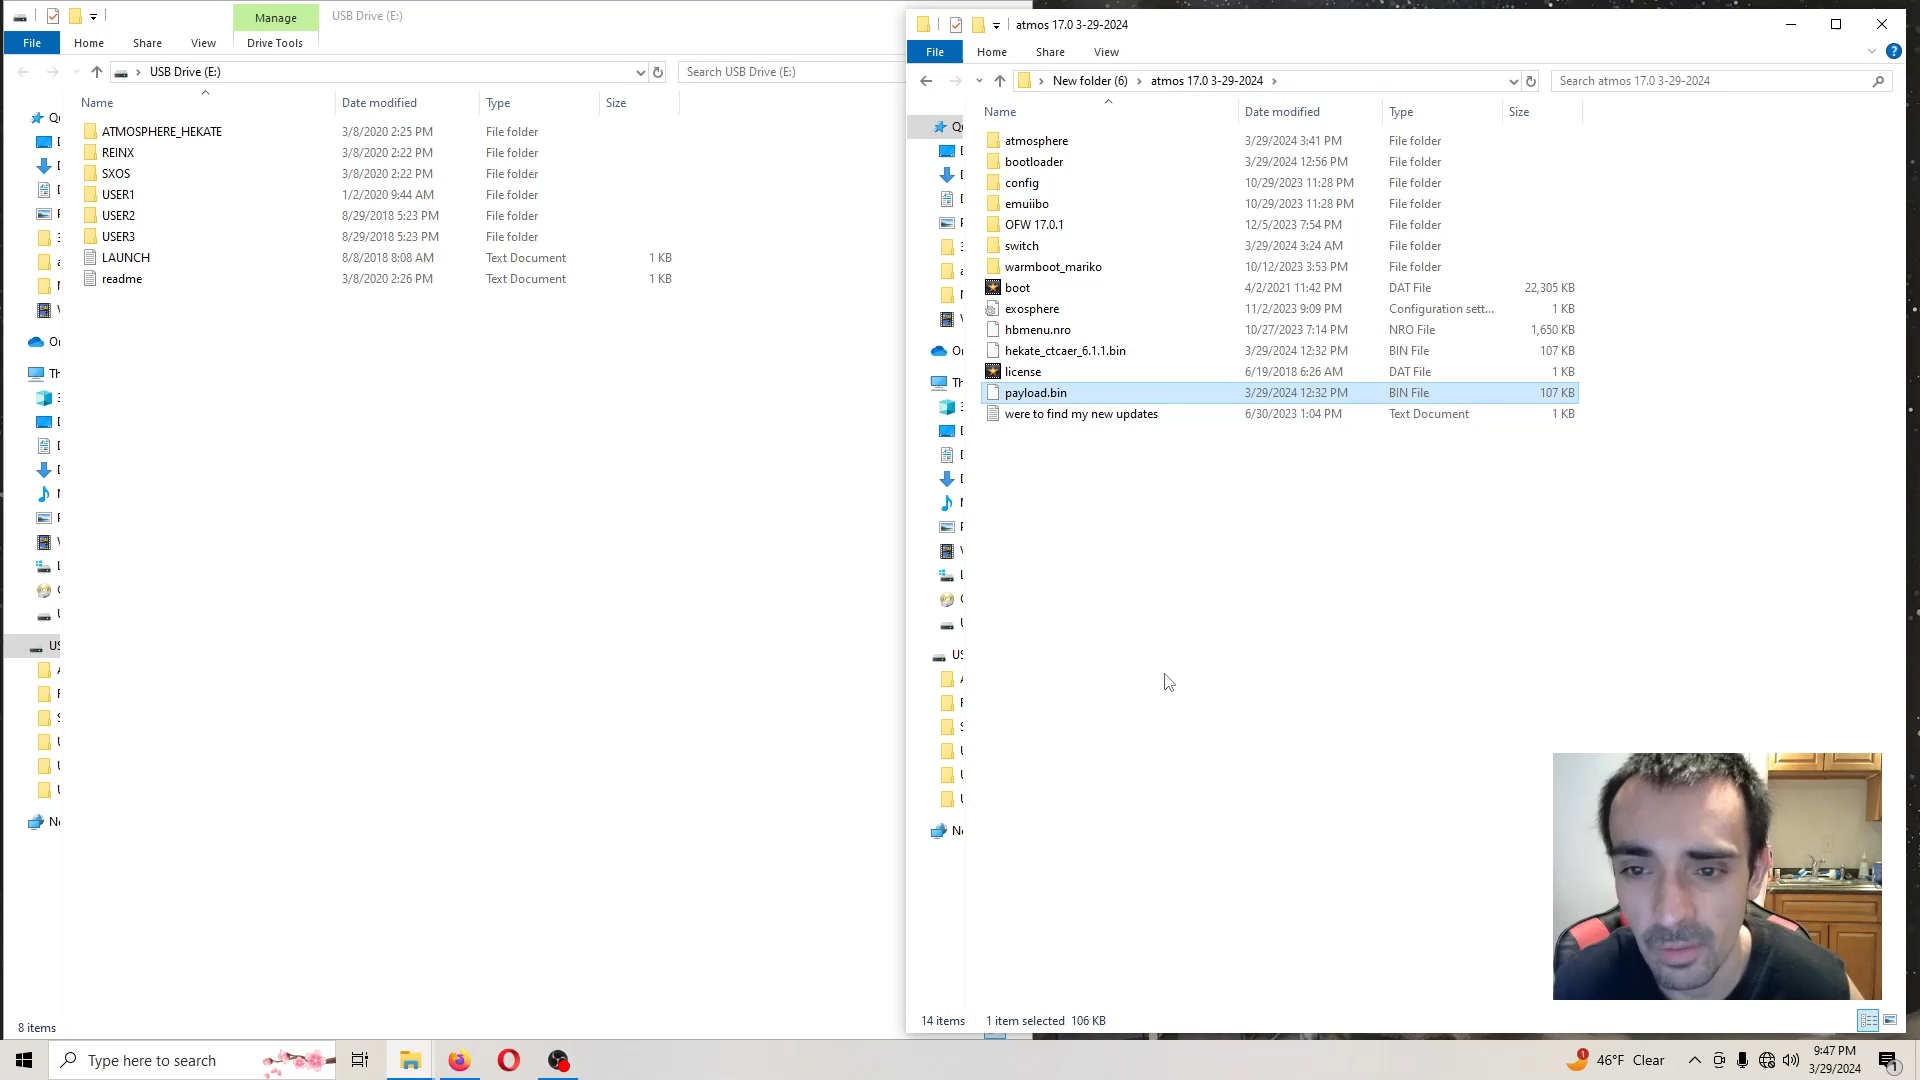 Manage
USB Drive (E:)
File
Home
Share
View
Drive Tools
USB Drive (E:)
Search USB Drive (E:)
Name
Date modified
Type
Size
ATMOSPHERE_HEKATE
3/8/2020 2:25 PM
File folder
REINX
3/8/2020 2:22 PM
File folder
SXOS
3/8/2020 2:22 PM
File folder
USER1
1/2/2020 9:44 AM
File folder
USER2
8/29/2018 5:23 PM
File folder
USER3
8/29/2018 5:23 PM
File folder
LAUNCH
8/8/2018 8:08 AM
Text Document
1 KB
readme
3/8/2020 2:26 PM
Text Document
1 KB
8 items
atmos 17.0 3-29-2024
File
Home
Share
View
New folder (6)
atmos 17.0 3-29-2024
Search atmos 17.0 3-29-2024
Name
Date modified
Type
Size
atmosphere
3/29/2024 3:41 PM
File folder
bootloader
3/29/2024 12:56 PM
File folder
config
10/29/2023 11:28 PM
File folder
emuiibo
10/29/2023 11:28 PM
File folder
OFW 17.0.1
12/5/2023 7:54 PM
File folder
switch
3/29/2024 3:24 AM
File folder
warmboot_mariko
10/12/2023 3:53 PM
File folder
boot
4/2/2021 11:42 PM
DAT File
22,305 KB
exosphere
11/2/2023 9:09 PM
Configuration sett...
1 KB
hbmenu.nro
10/27/2023 7:14 PM
NRO File
1,650 KB
hekate_ctcaer_6.1.1.bin
3/29/2024 12:32 PM
BIN File
107 KB
license
6/19/2018 6:26 AM
DAT File
1 KB
payload.bin
3/29/2024 12:32 PM
BIN File
107 KB
were to find my new updates
6/30/2023 1:04 PM
Text Document
1 KB
14 items
1 item selected 106 KB
Type here to search
46°F Clear
9:47 PM
3/29/2024